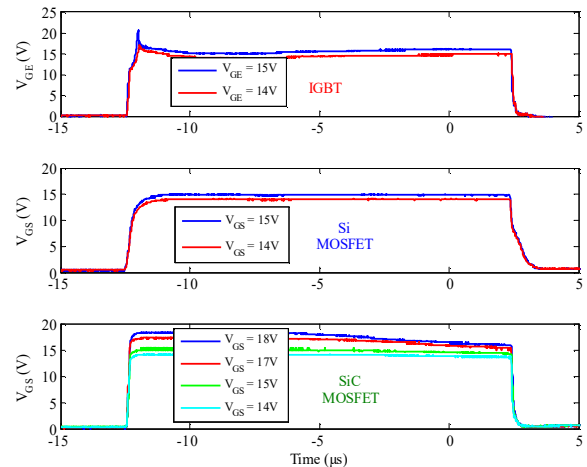 25
20
15
10
5
0
V_GE (V)
V_GE = 15V
V_GE = 14V
IGBT
-15 -10 -5 0 5
15
10
5
0
V_GS (V)
V_GS = 15V
V_GS = 14V
Si
MOSFET
-15 -10 -5 0 5
20
15
10
5
0
V_GS (V)
V_GS = 18V
V_GS = 17V
V_GS = 15V
V_GS = 14V
SiC
MOSFET
-15 -10 -5 0 5
Time (μs)